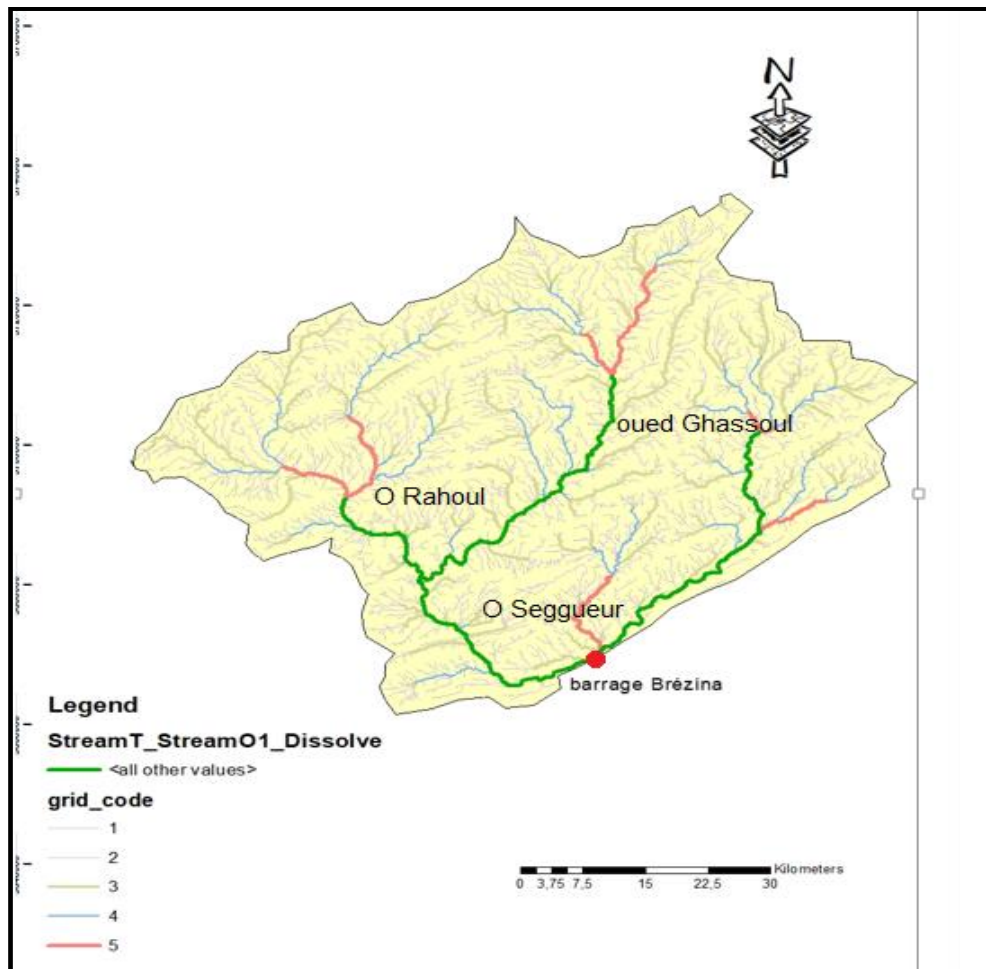 N
oued Ghassoul
O Rahoul
O Seggueur
barrage Brézina
Legend
StreamT_StreamO1_Dissolve
<all other values>
grid_code
1
2
3
4
5
Kilometers
0 3,75 7,5 15 22,5 30